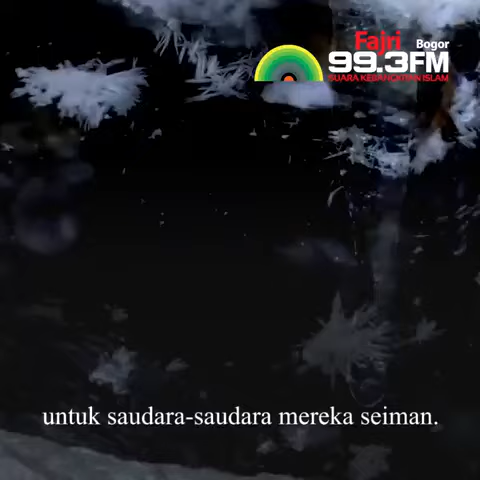 Fajri Bogor
99.3FM
SUARA KEBANGKITAN ISLAM
untuk saudara-saudara mereka seiman.